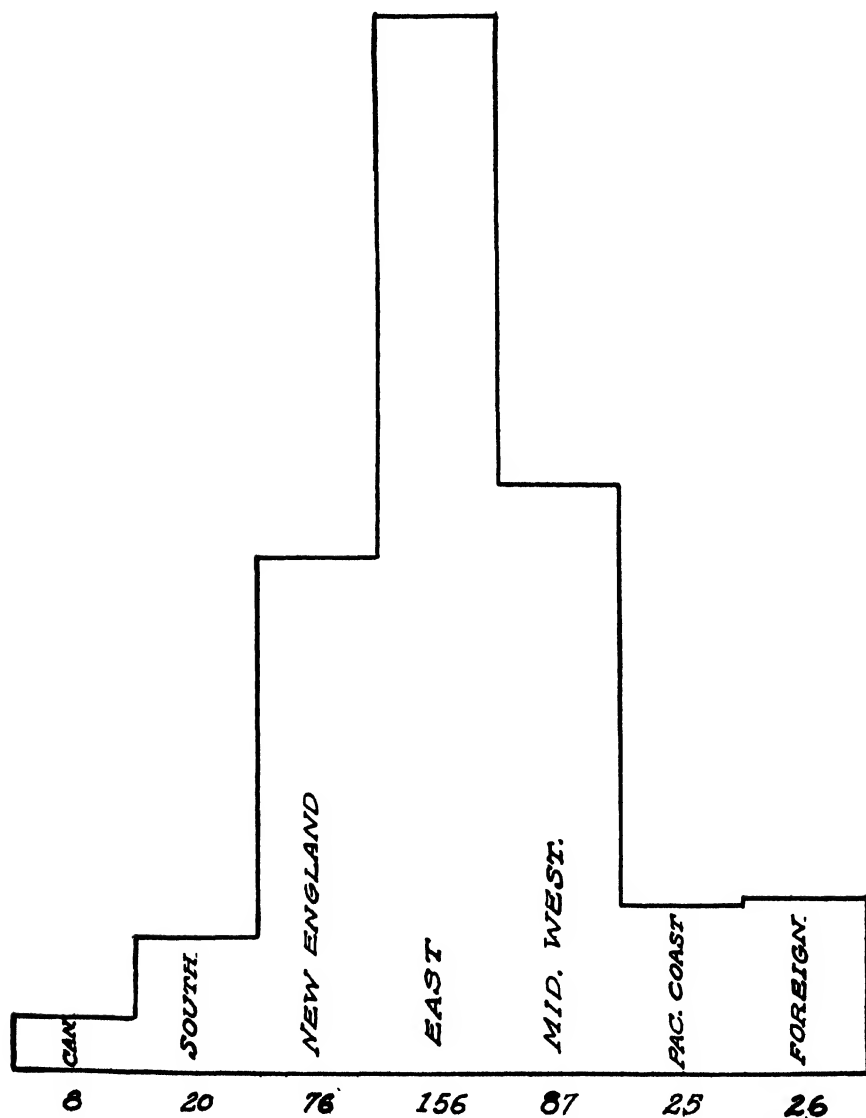 CAN.
SOUTH.
NEW ENGLAND
EAST
MID. WEST.
PAC. COAST
FOREIGN.
8 20 76 156 87 25 26